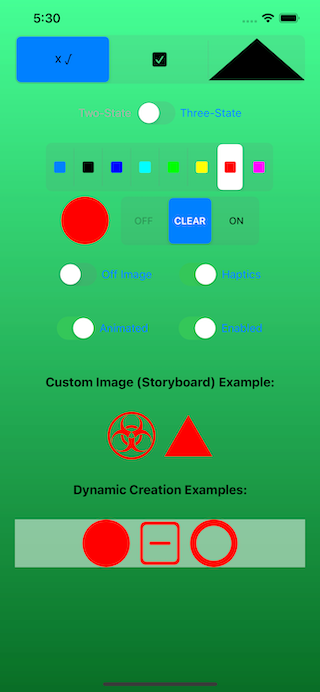 5:30
x √
Two-State Three-State
OFF CLEAR ON
Off Image Haptics
Animated Enabled
Custom Image (Storyboard) Example:
Dynamic Creation Examples: